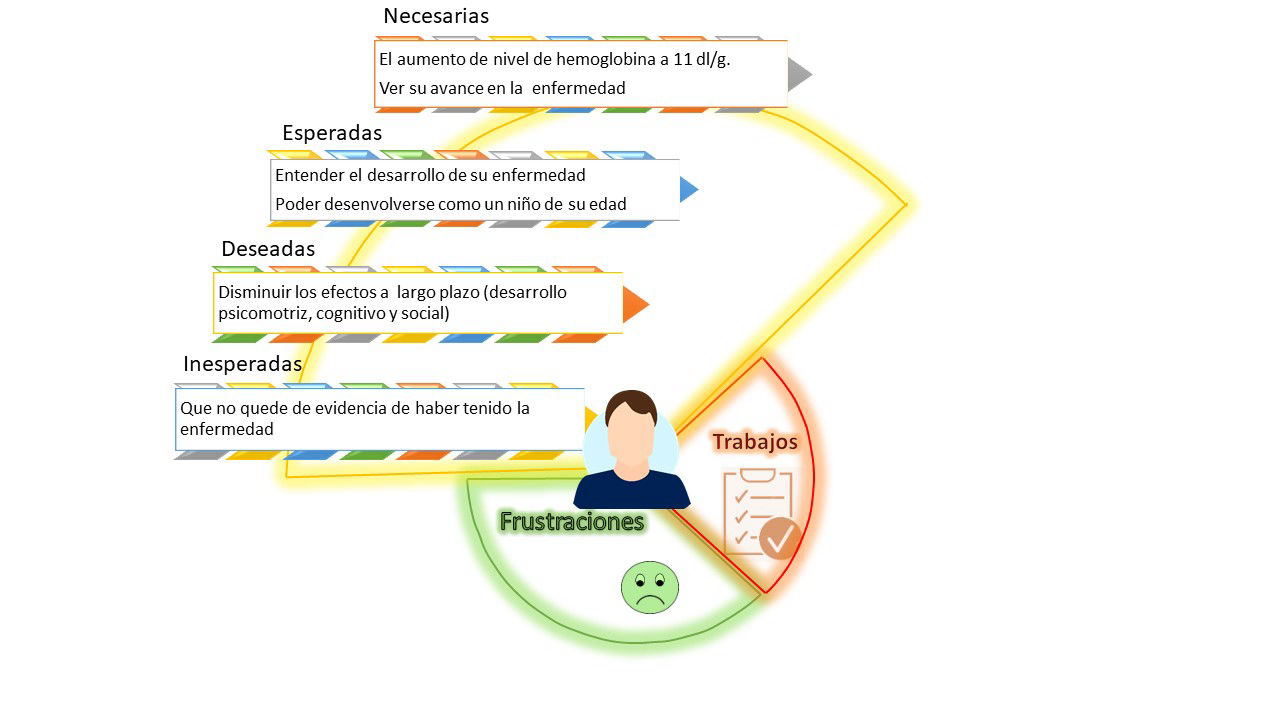 Necesarias
El aumento de nivel de hemoglobina a 11 dl/g.
Ver su avance en la enfermedad
Esperadas
Entender el desarrollo de su enfermedad
Poder desenvolverse como un niño de su edad
Deseadas
Disminuir los efectos a largo plazo (desarrollo
psicomotriz, cognitivo y social)
Inesperadas
Que no quede de evidencia de haber tenido la
enfermedad
Trabajos
Frustraciones